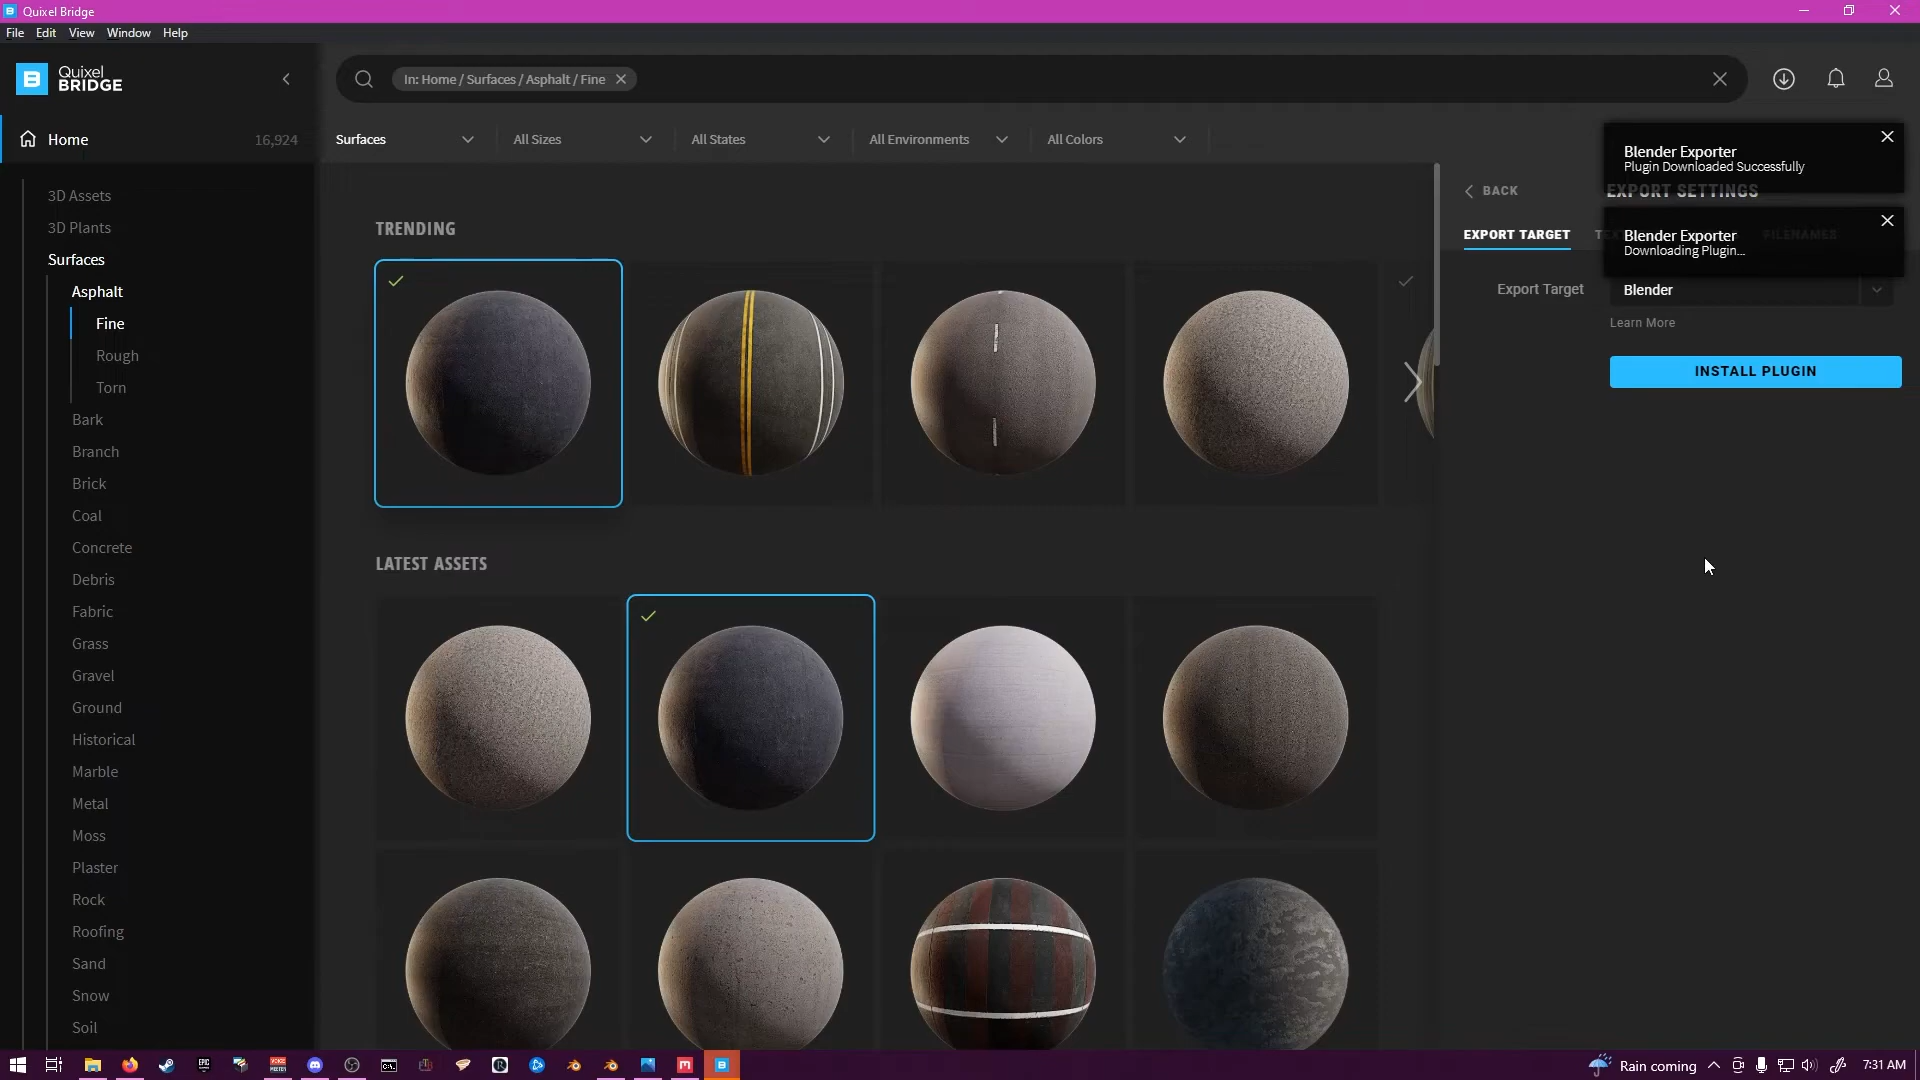 Quixel Bridge
File Edit View Window Help
Quixel
BRIDGE
In: Home / Surfaces / Asphalt / Fine
Home 16,924
Surfaces All Sizes All States All Environments All Colors
3D Assets
3D Plants
Surfaces
Asphalt
Fine
Rough
Torn
Bark
Branch
Brick
Coal
Concrete
Debris
Fabric
Grass
Gravel
Ground
Historical
Marble
Metal
Moss
Plaster
Rock
Roofing
Sand
Snow
Soil
TRENDING
LATEST ASSETS
Blender Exporter
Plugin Downloaded Successfully
BACK EXPORT SETTINGS
Blender Exporter
Downloading Plugin...
EXPORT TARGET FILENAMES
Export Target Blender
Learn More
INSTALL PLUGIN
Rain coming 7:31 AM